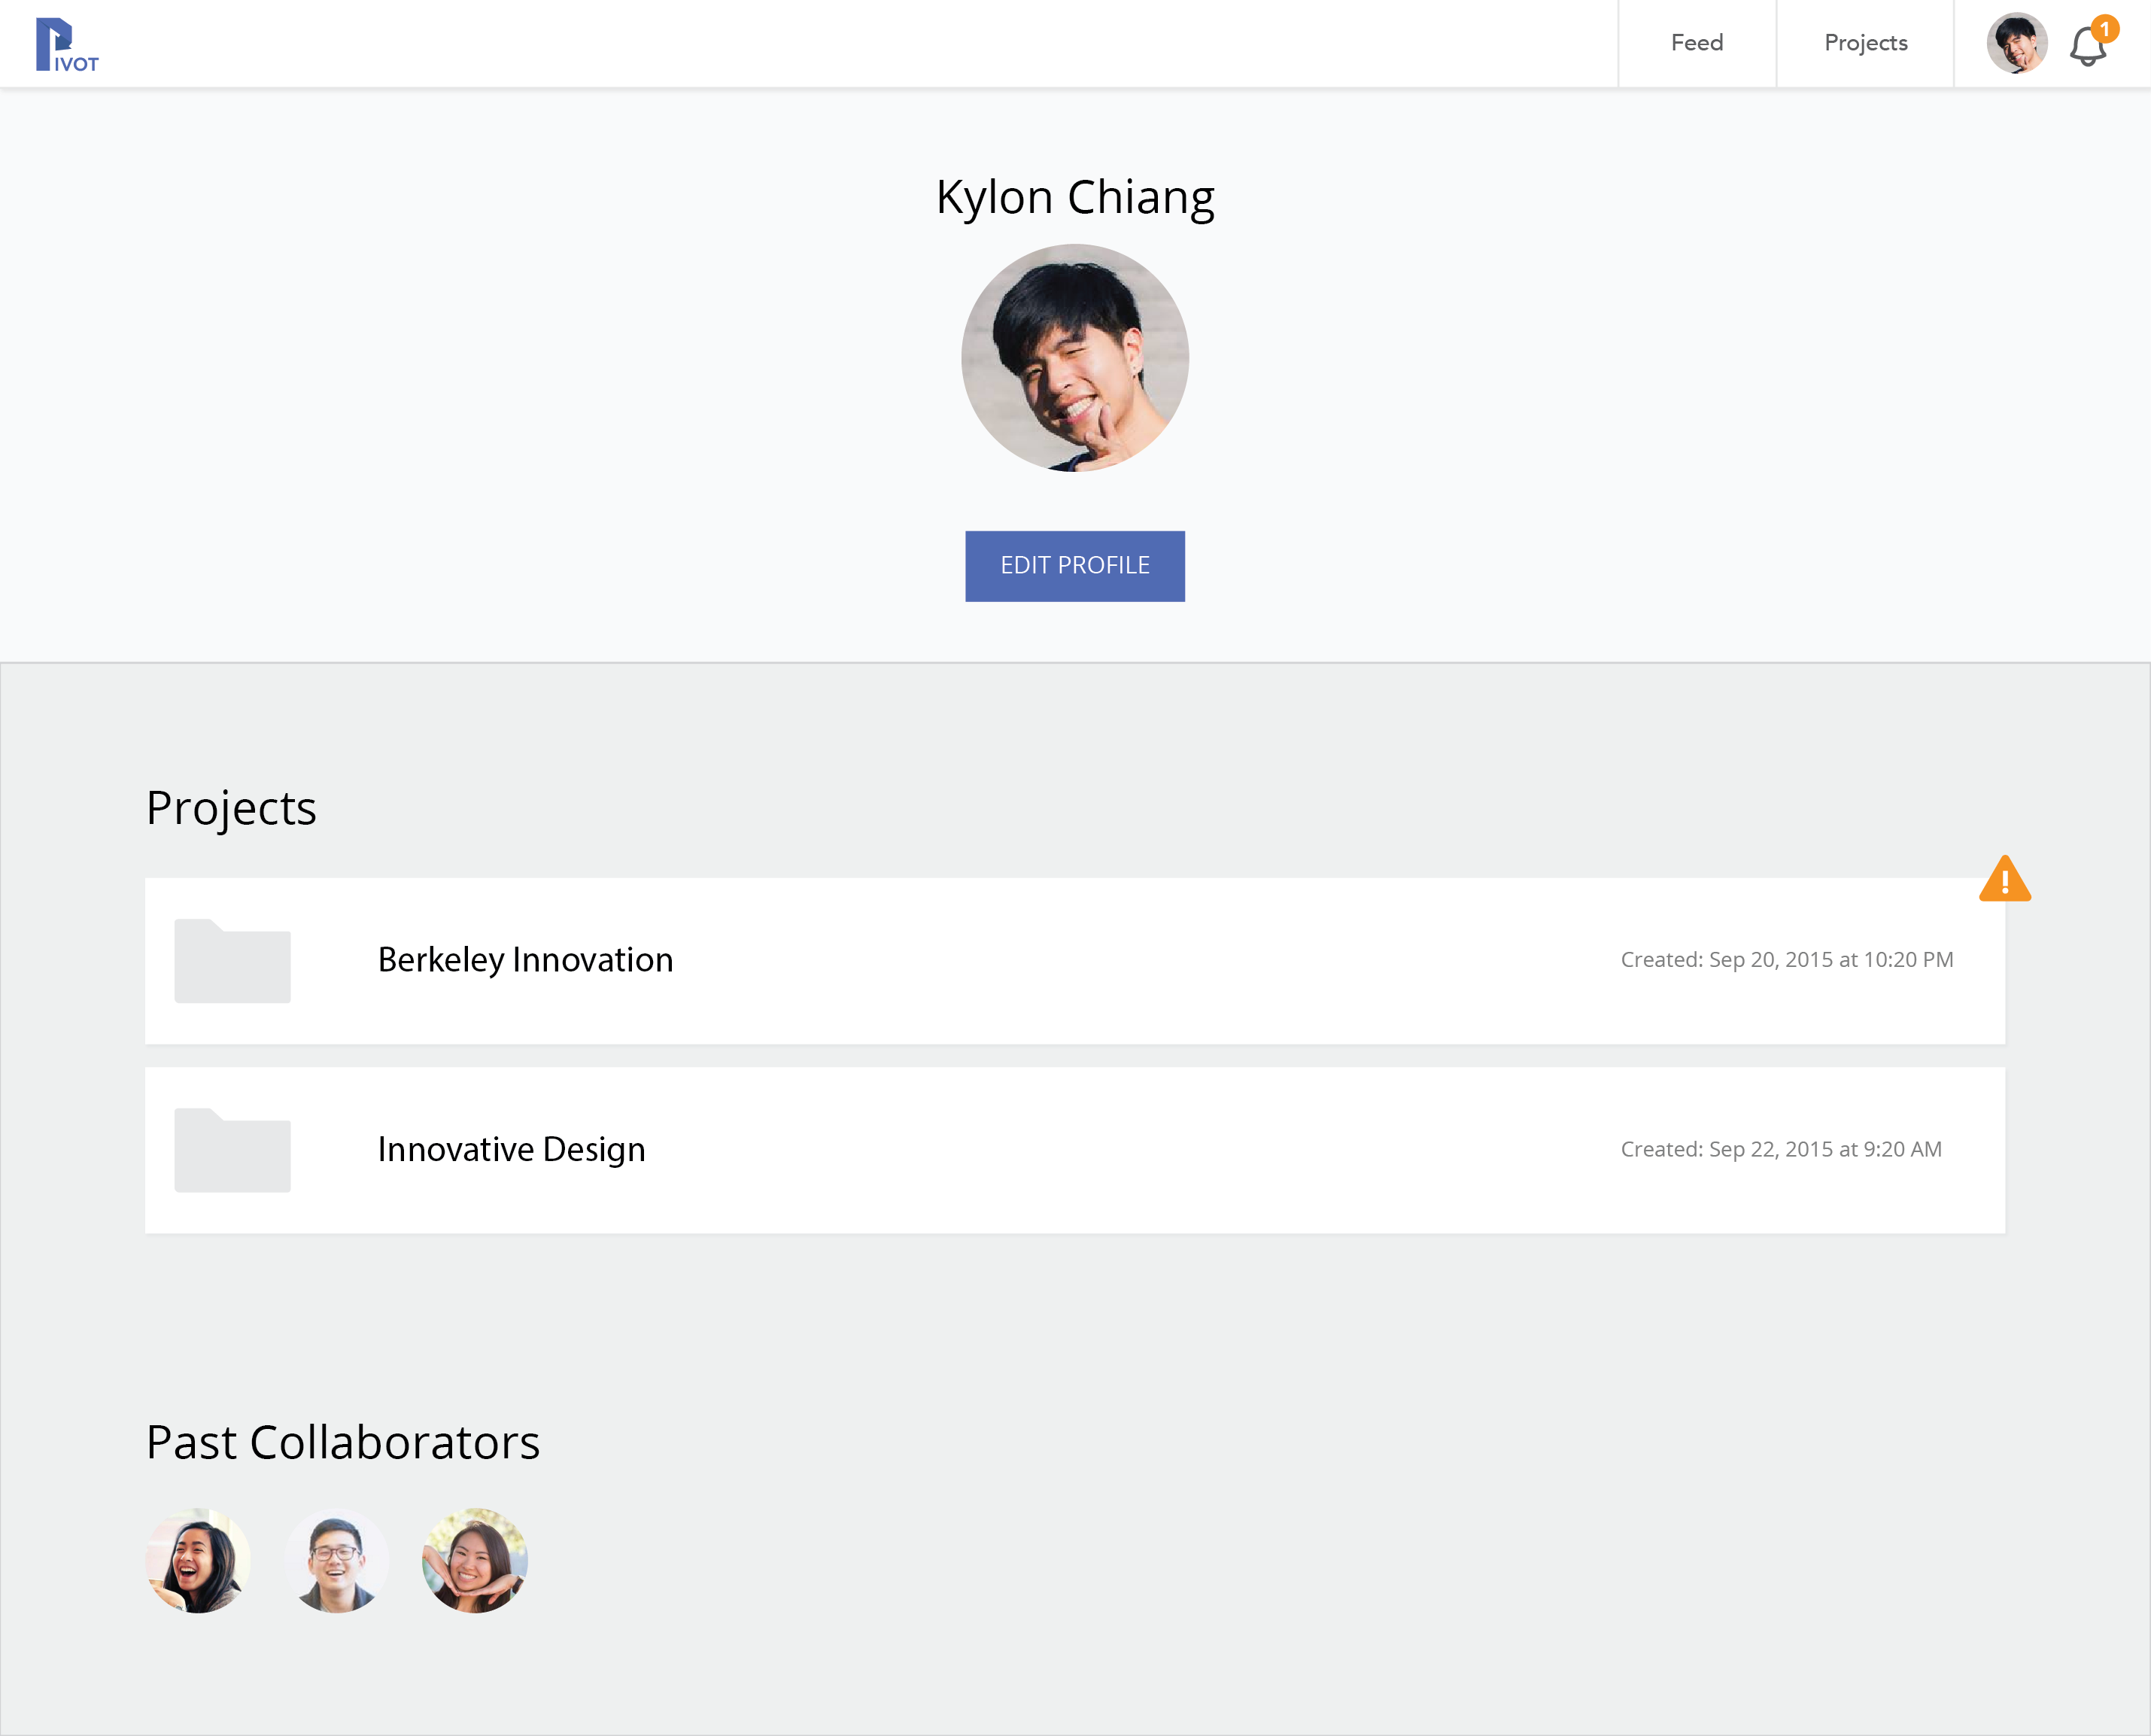 PIVOT
Feed
Projects
1
Kylon Chiang
EDIT PROFILE
Projects
Berkeley Innovation
Created: Sep 20, 2015 at 10:20 PM
Innovative Design
Created: Sep 22, 2015 at 9:20 AM
Past Collaborators